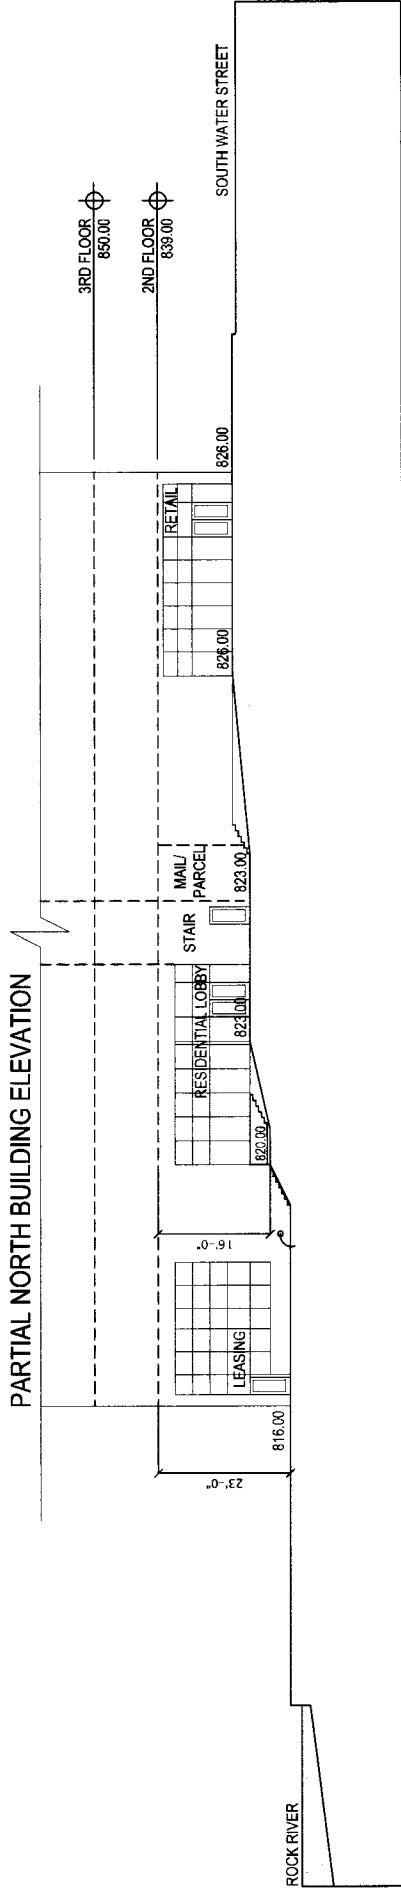 PARTIAL NORTH BUILDING ELEVATION
3RD FLOOR
850.00
2ND FLOOR
839.00
SOUTH WATER STREET
RETAIL
826.00
826.00
MAIL/
PARCEL
823.00
STAIR
RESIDENTIAL LOBBY
823.00
820.00
16'-0"
LEASING
816.00
23'-0"
ROCK RIVER